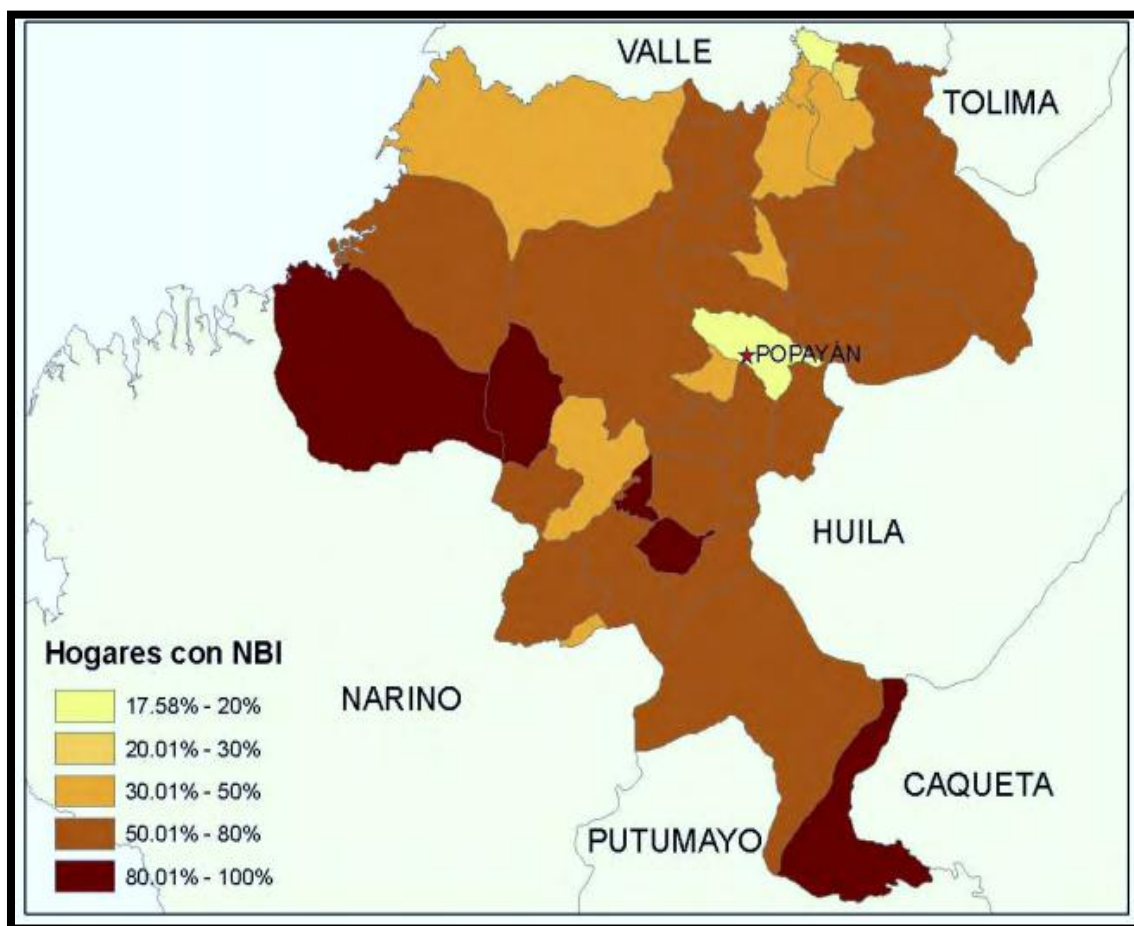 VALLE
TOLIMA
POPAYÁN
HUILA
Hogares con NBI
NARINO
17.58% - 20%
20.01% - 30%
30.01% - 50%
50.01% - 80%
80.01% - 100%
CAQUETA
PUTUMAYO